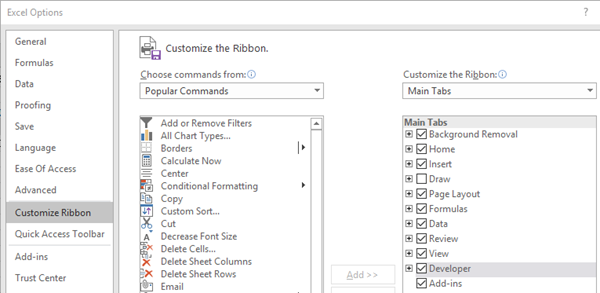 Excel Options
?
General
Formulas
Data
Proofing
Save
Language
Ease Of Access
Advanced
Customize Ribbon
Quick Access Toolbar
Add-ins
Trust Center
Customize the Ribbon.
Choose commands from:
Popular Commands
Add or Remove Filters
All Chart Types...
Borders
Calculate Now
Center
Conditional Formatting
Copy
Custom Sort...
Cut
Decrease Font Size
Delete Cells...
Delete Sheet Columns
Delete Sheet Rows
Email
Add >>
Customize the Ribbon:
Main Tabs
Main Tabs
Background Removal
Home
Insert
Draw
Page Layout
Formulas
Data
Review
View
Developer
Add-ins